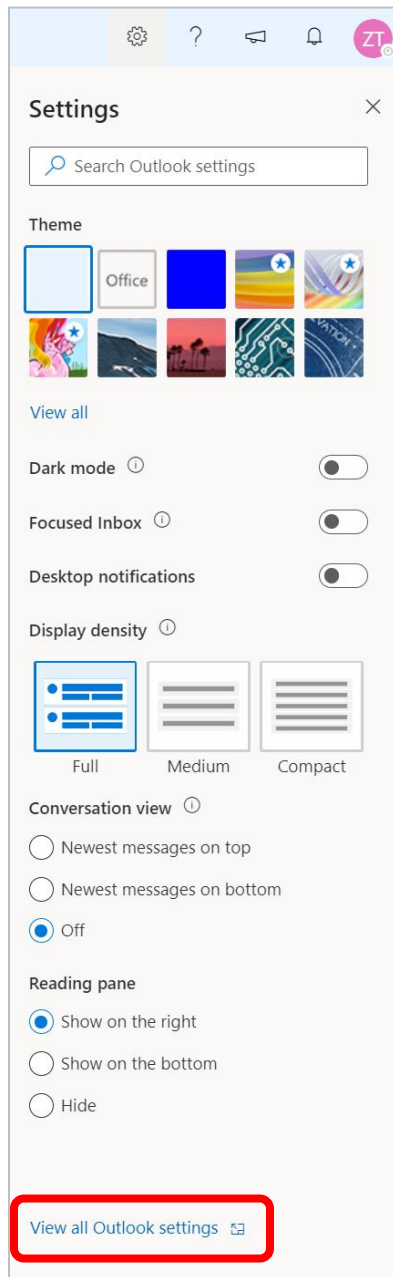 ZT
Settings
Search Outlook settings
Theme
Office
View all
Dark mode
Focused Inbox
Desktop notifications
Display density
Full Medium Compact
Conversation view
Newest messages on top
Newest messages on bottom
Off
Reading pane
Show on the right
Show on the bottom
Hide
View all Outlook settings